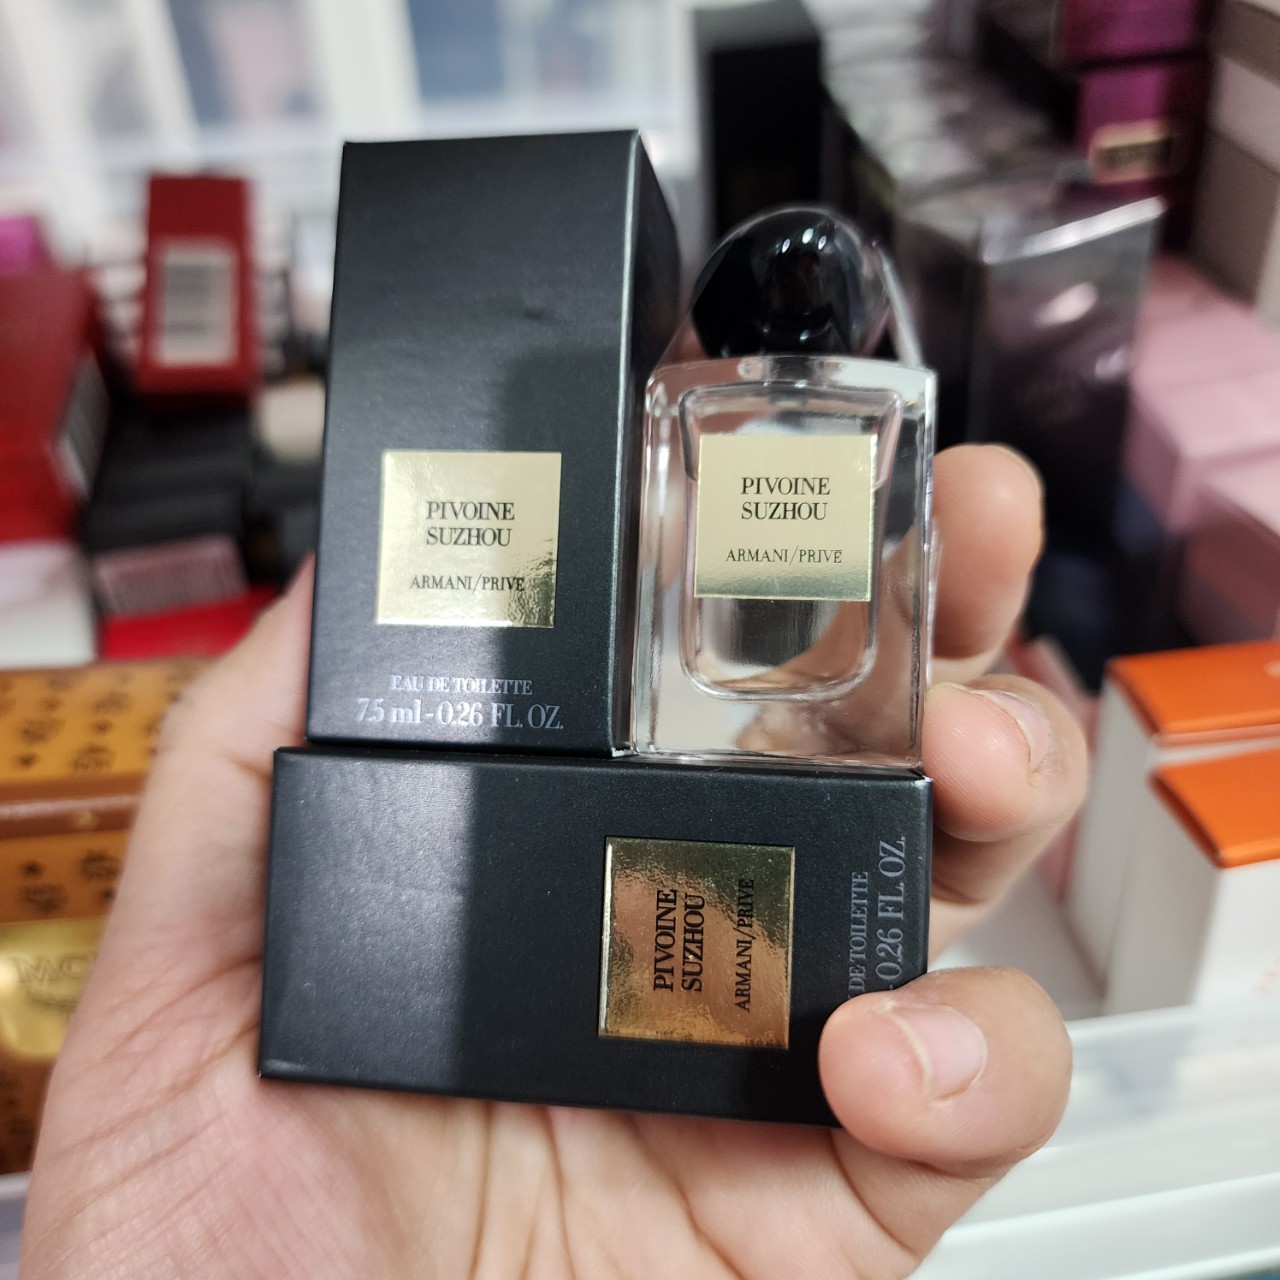 PIVOINE
SUZHOU
ARMANI/PRIVE
EAU DE TOILETTE
7.5 ml - 0.26 FL. OZ.
PIVOINE
SUZHOU
ARMANI/PRIVE
PIVOINE
SUZHOU
ARMANI/PRIVE
DE TOILETTE
- 0.26 FL. OZ.